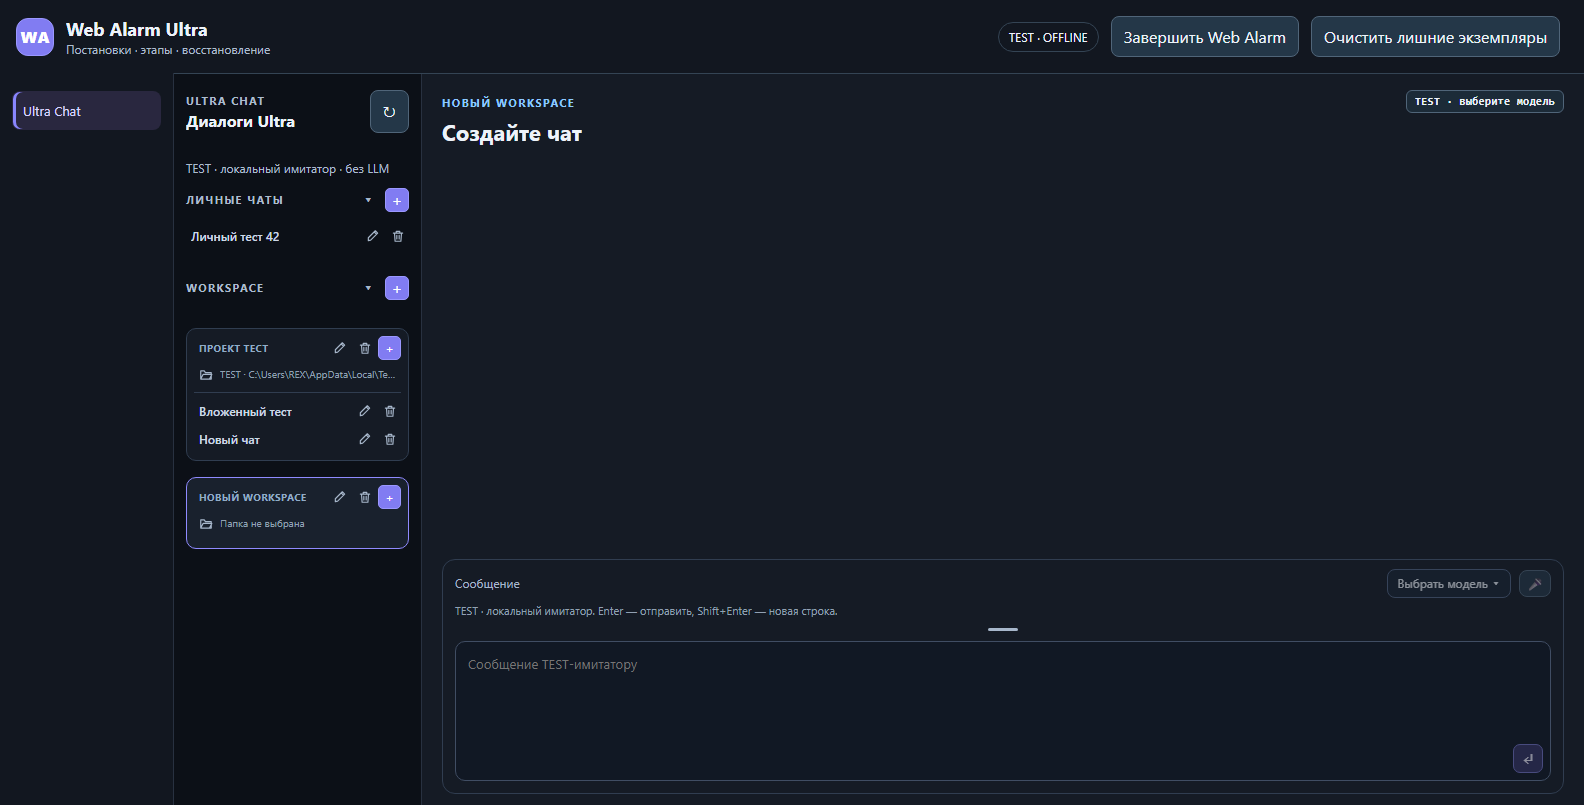 WA
Web Alarm Ultra
Постановки · этапы · восстановление
TEST · OFFLINE
Завершить Web Alarm
Очистить лишние экземпляры
Ultra Chat
ULTRA CHAT
Диалоги Ultra
TEST · локальный имитатор · без LLM
ЛИЧНЫЕ ЧАТЫ
+
Личный тест 42
WORKSPACE
+
ПРОЕКТ ТЕСТ
+
TEST · C:\Users\REX\AppData\Local\Te...
Вложенный тест
Новый чат
НОВЫЙ WORKSPACE
+
Папка не выбрана
НОВЫЙ WORKSPACE
Создайте чат
TEST · выберите модель
Сообщение
Выбрать модель
TEST · локальный имитатор. Enter — отправить, Shift+Enter — новая строка.
Сообщение TEST-имитатору